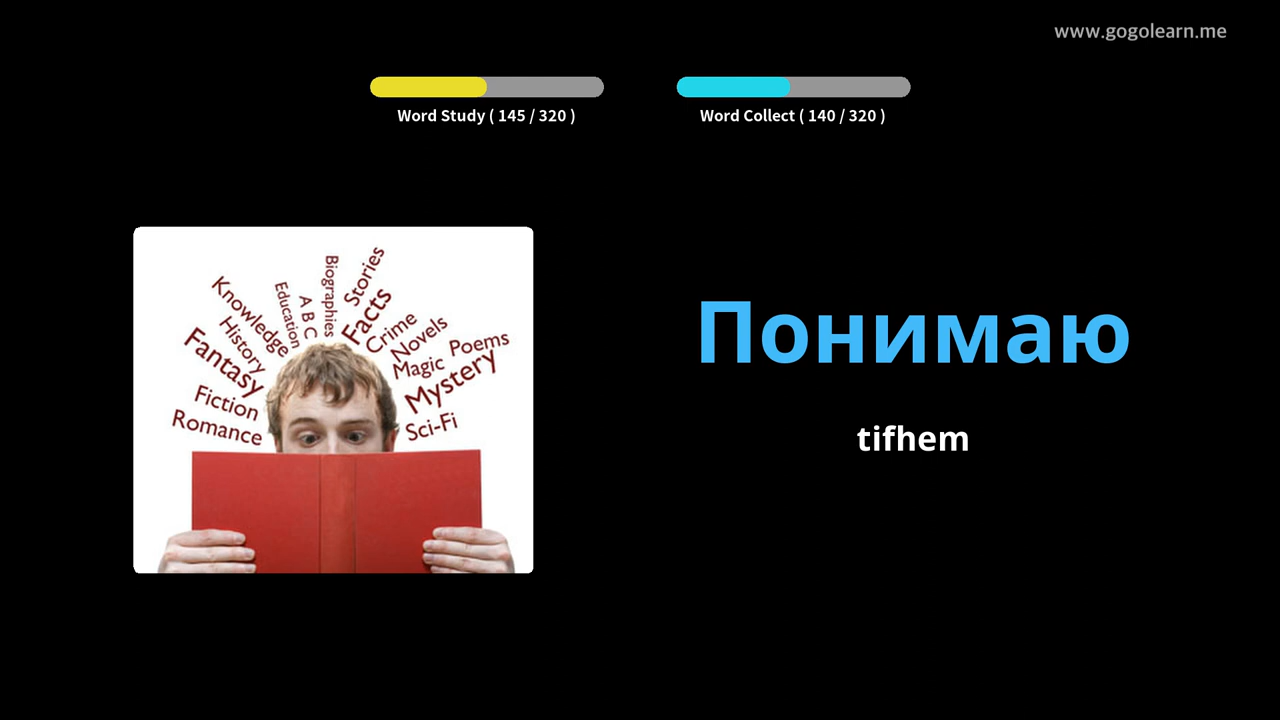 www.gogolearn.me
Word Study ( 145 / 320 )
Word Collect ( 140 / 320 )
Knowledge
History
Fantasy
Fiction
Romance
Education
A B C
Biographies
Stories
Facts
Crime
Novels
Magic
Poems
Mystery
Sci-Fi
Понимаю
tifhem